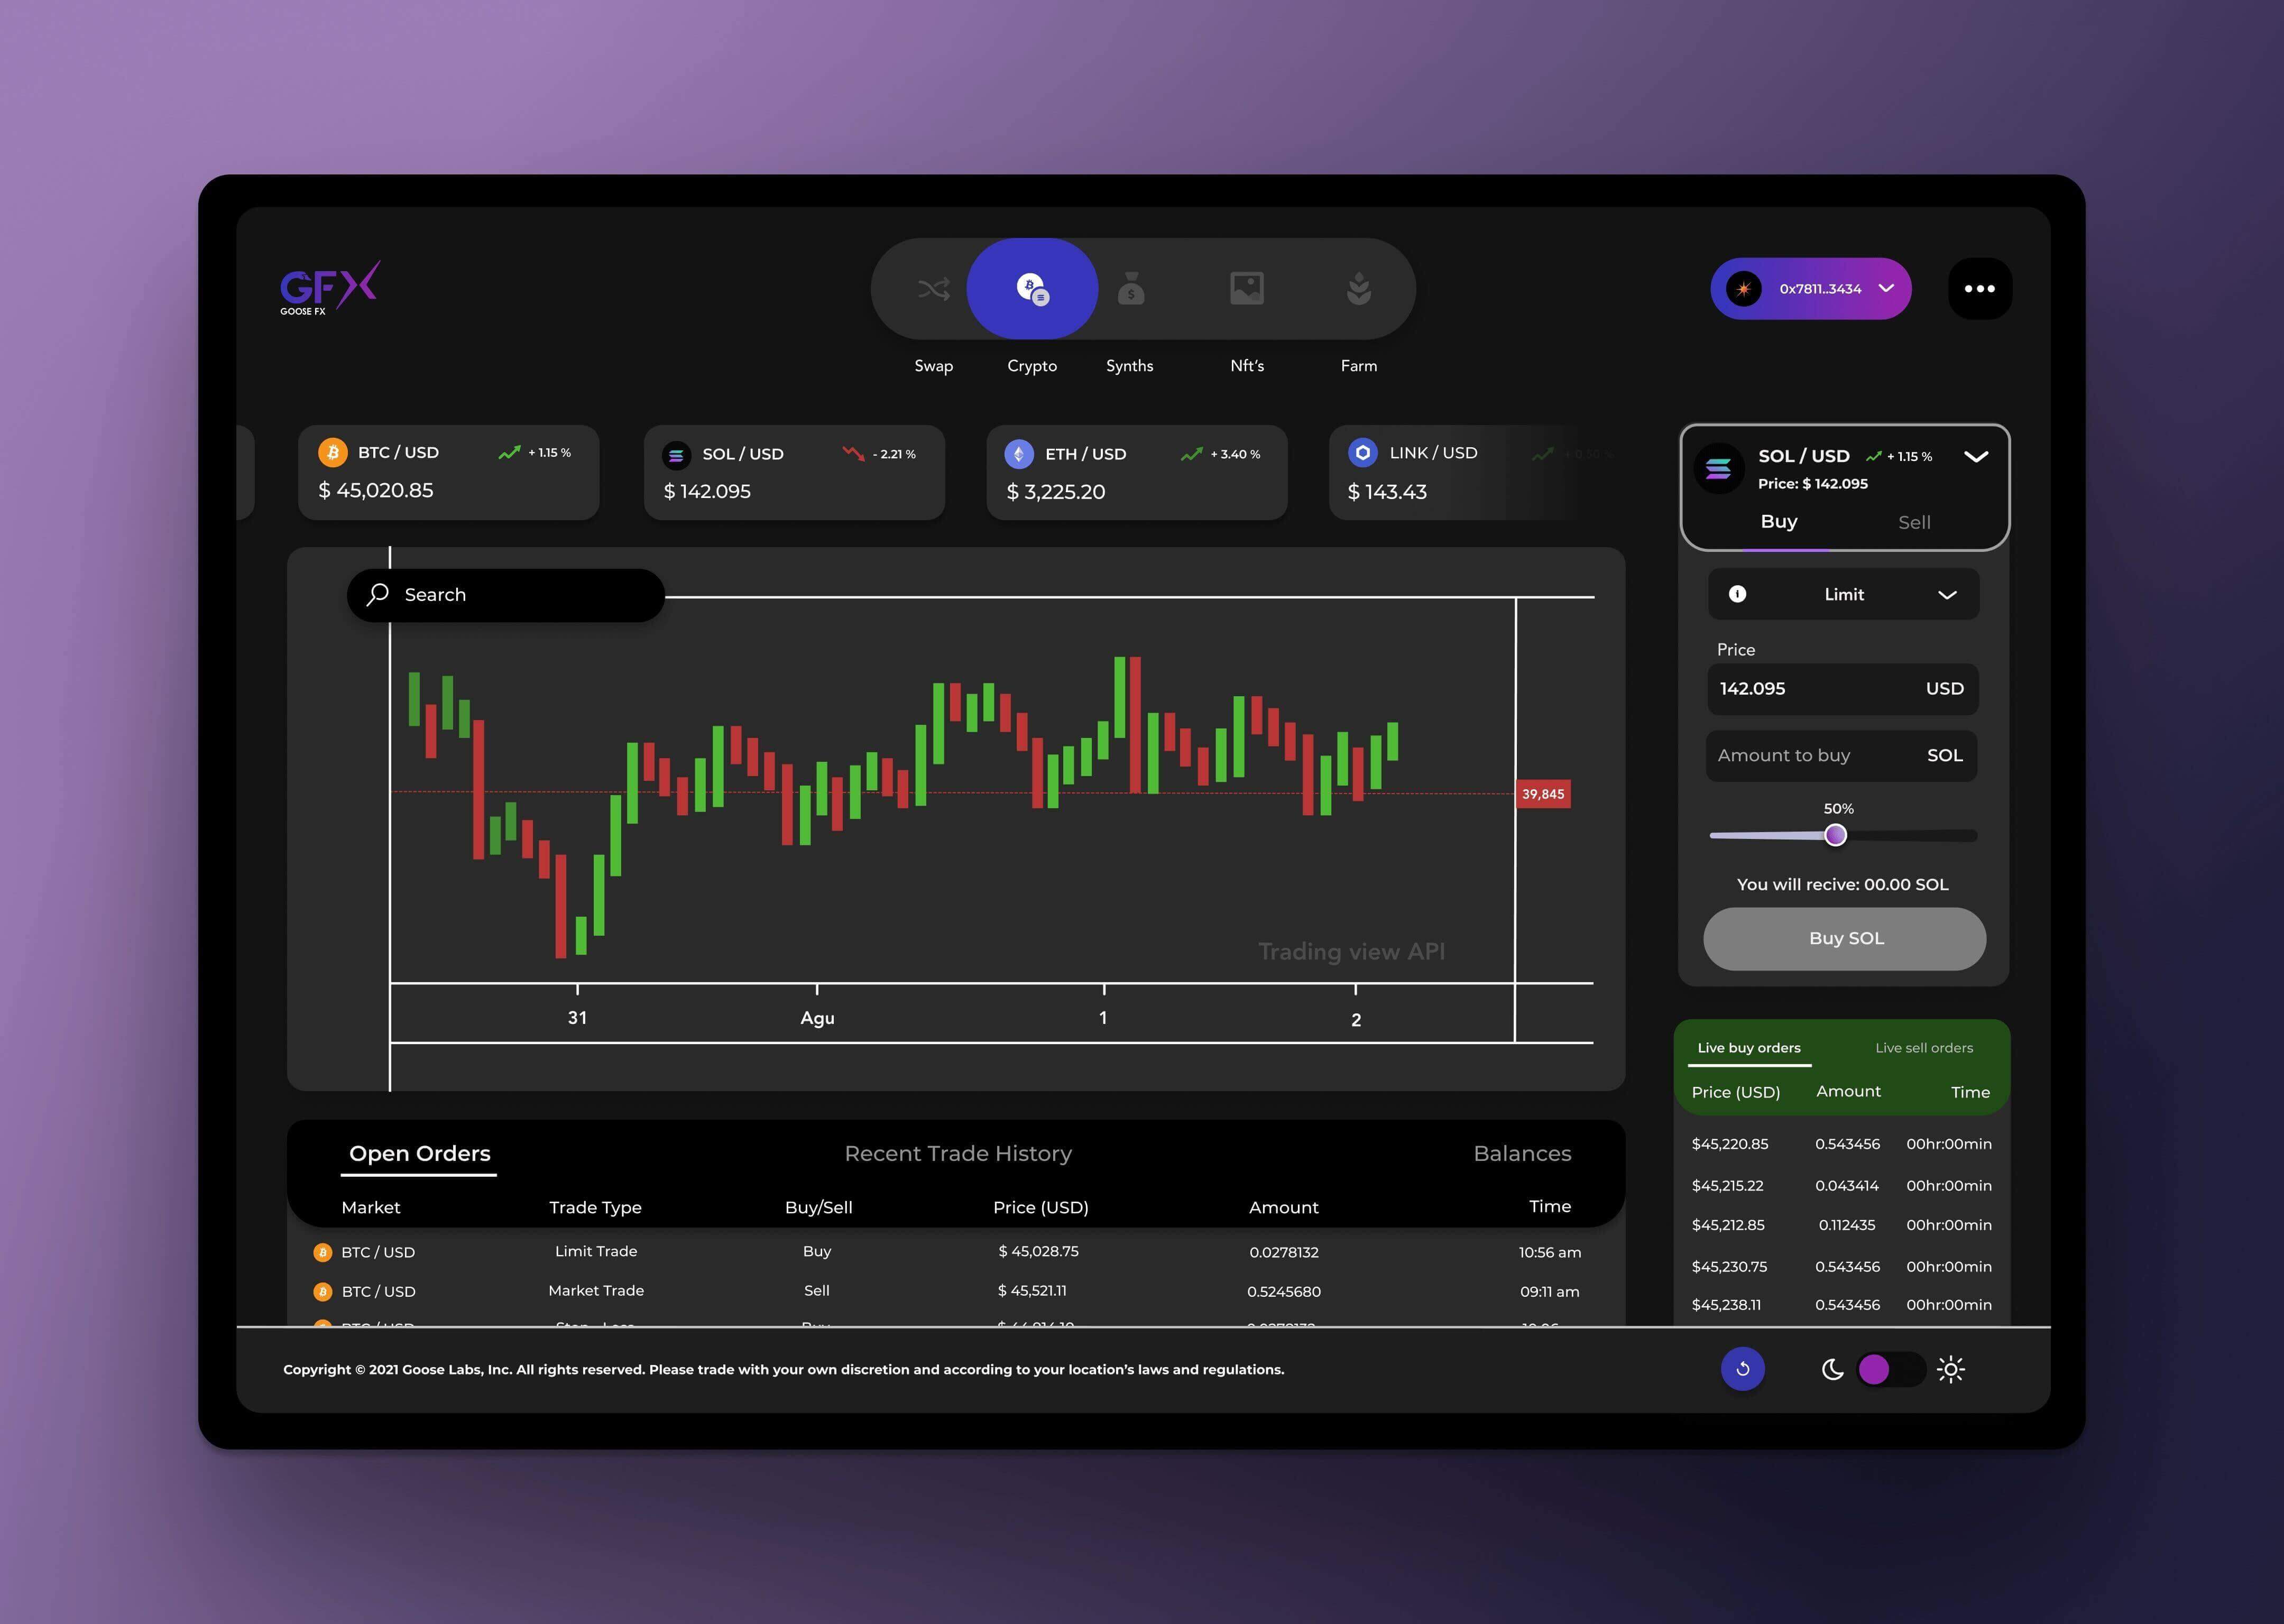 GFX
GOOSE FX
0x7811..3434
Swap Crypto Synths Nft's Farm
BTC / USD + 1.15 %
$ 45,020.85
SOL / USD - 2.21 %
$ 142.095
ETH / USD + 3.40 %
$ 3,225.20
LINK / USD
$ 143.43
SOL / USD + 1.15 %
Price: $ 142.095
Buy Sell
Limit
Price
142.095 USD
Amount to buy SOL
50%
You will recive: 00.00 SOL
Buy SOL
Search
39,845
Trading view API
31 Agu 1 2
Live buy orders Live sell orders
Price (USD) Amount Time
$45,220.85 0.543456 00hr:00min
$45,215.22 0.043414 00hr:00min
$45,212.85 0.112435 00hr:00min
$45,230.75 0.543456 00hr:00min
$45,238.11 0.543456 00hr:00min
Open Orders Recent Trade History Balances
Market Trade Type Buy/Sell Price (USD) Amount Time
BTC / USD Limit Trade Buy $ 45,028.75 0.0278132 10:56 am
BTC / USD Market Trade Sell $ 45,521.11 0.5245680 09:11 am
Copyright © 2021 Goose Labs, Inc. All rights reserved. Please trade with your own discretion and according to your location's laws and regulations.